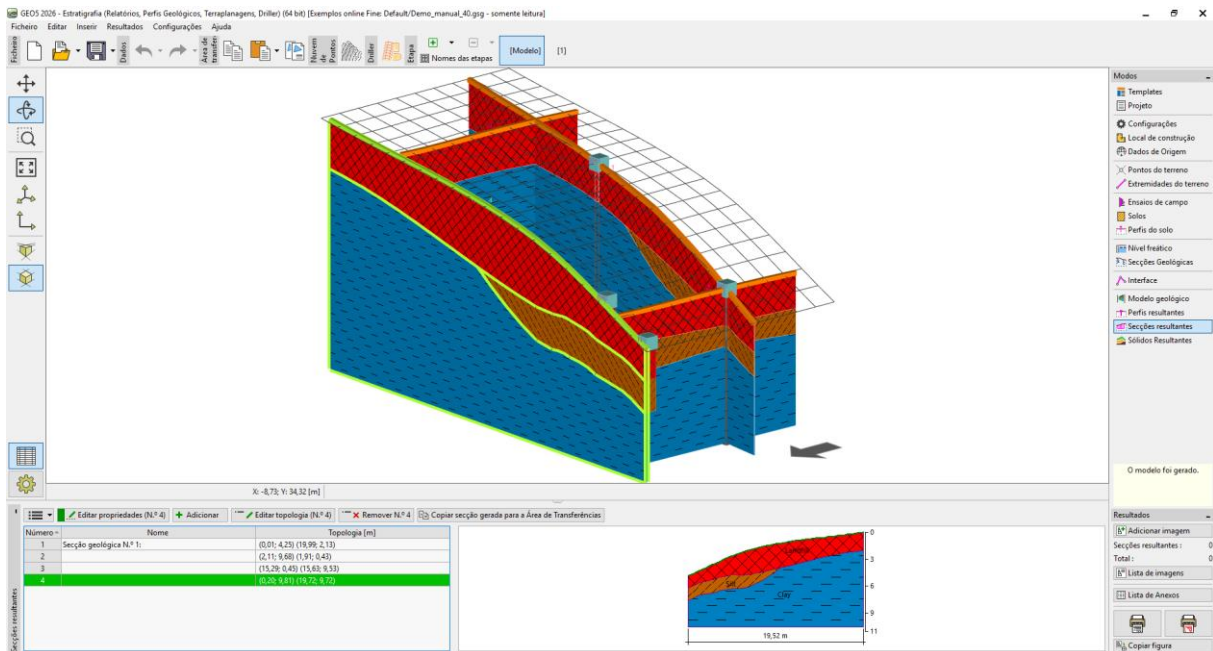 GEO5 2026 - Estratigrafia (Relatórios, Perfis Geológicos, Terraplanagens, Driller) (64 bit) [Exemplos online Fine: Default/Demo_manual_40.gsg - somente leitura]
Ficheiro Editar Inserir Resultados Configurações Ajuda
Ficheiro
Dados
Área de transfer
Nuvem de Pontos
Driller
Etapa
Nomes das etapas
[Modelo]
[1]
Modos
Templates
Projeto
Configurações
Local de construção
Dados de Origem
Pontos do terreno
Extremidades do terreno
Ensaios de campo
Solos
Perfis do solo
Nível freático
Secções Geológicas
Interface
Modelo geológico
Perfis resultantes
Secções resultantes
Sólidos Resultantes
O modelo foi gerado.
X: -8,73; Y: 34,32 [m]
Editar propriedades (N.º 4) Adicionar Editar topologia (N.º 4) Remover N.º 4 Copiar secção gerada para a Área de Transferências
Número Nome Topologia [m]
1 Secção geológica N.º 1: (0,01; 4,25) (19,99; 2,13)
2 (2,11; 9,68) (1,91; 0,43)
3 (15,29; 0,45) (15,63; 9,53)
4 (0,20; 9,81) (19,72; 9,72)
Secções resultantes
Silt
Clay
0
3
6
9
11
19,52 m
Resultados
Adicionar imagem
Secções resultantes : 0
Total : 0
Lista de imagens
Lista de Anexos
Copiar figura